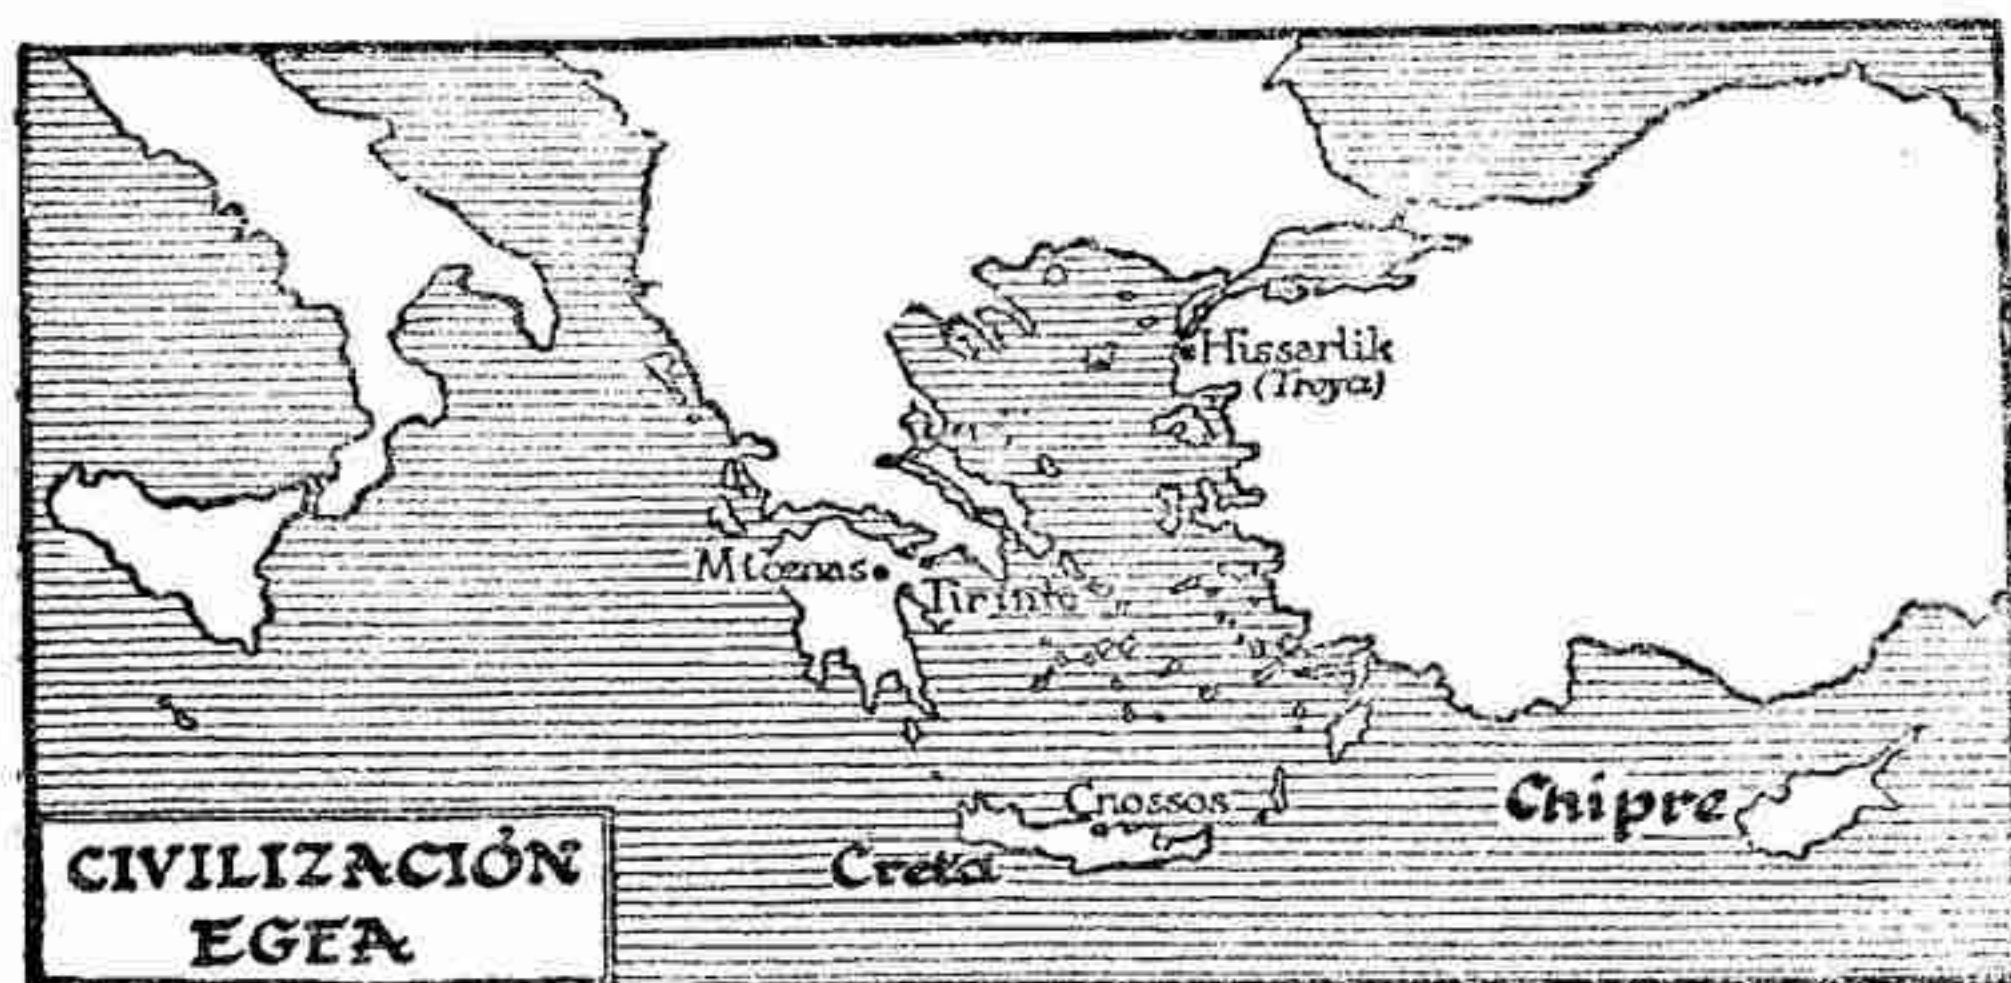 Hissarlik
(Troya)
Micenas
Tirinto
Cnossos
Chipre
Creta
CIVILIZACIÓN
EGEA